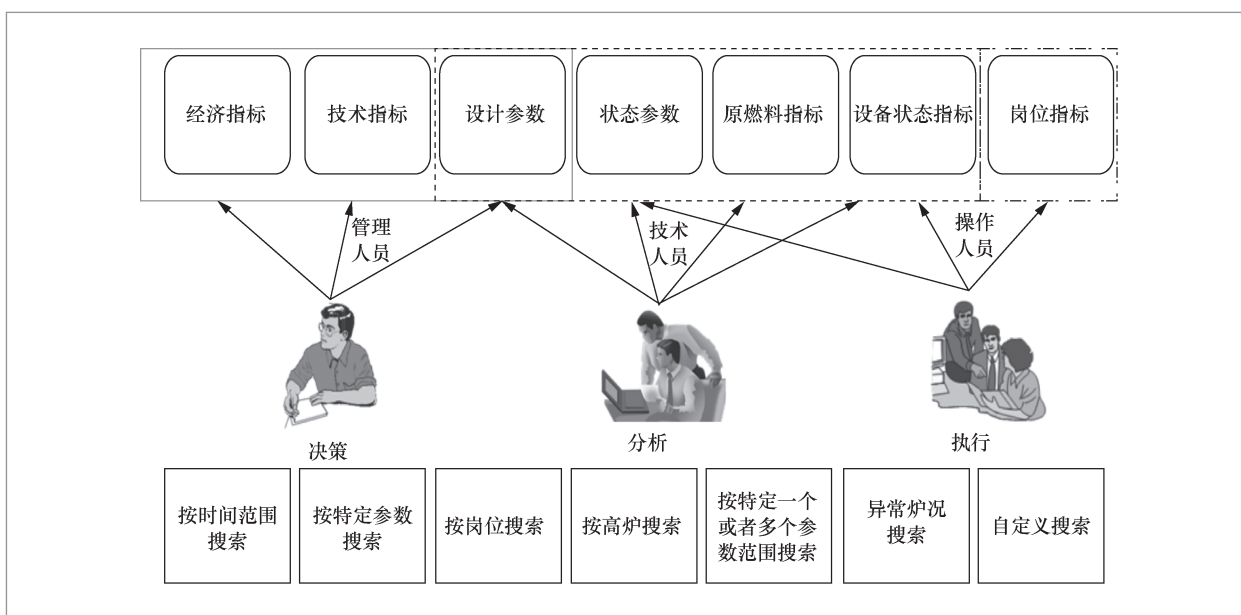 经济指标
技术指标
设计参数
状态参数
原燃料指标
设备状态指标
岗位指标
管理
人员
技术
人员
操作
人员
决策
分析
执行
按时间范围
搜索
按特定参数
搜索
按岗位搜索
按高炉搜索
按特定一个
或者多个参
数范围搜索
异常炉况
搜索
自定义搜索